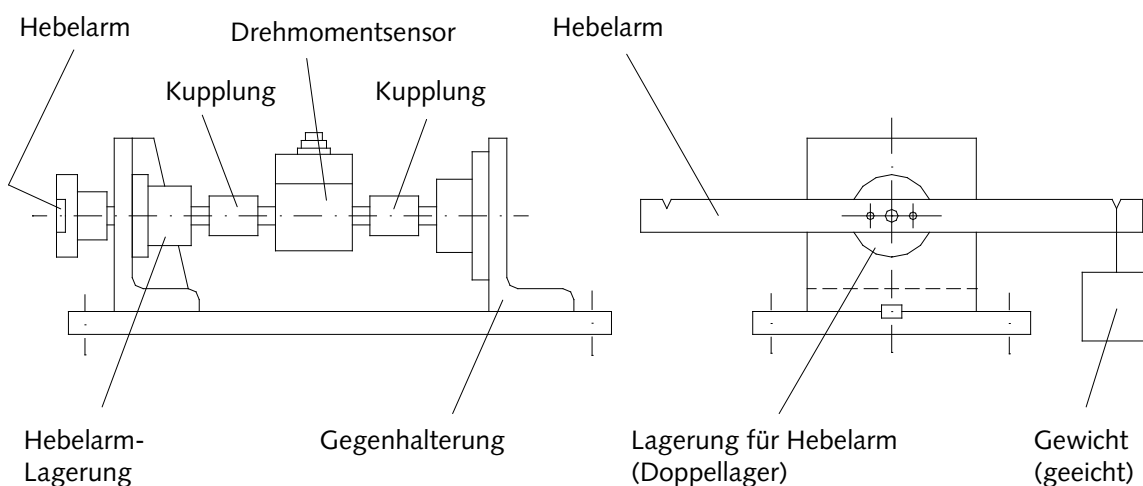 Hebelarm
Drehmomentsensor
Hebelarm
Kupplung
Kupplung
Hebelarm-
Lagerung
Gegenhalterung
Lagerung für Hebelarm
(Doppellager)
Gewicht
(geeicht)